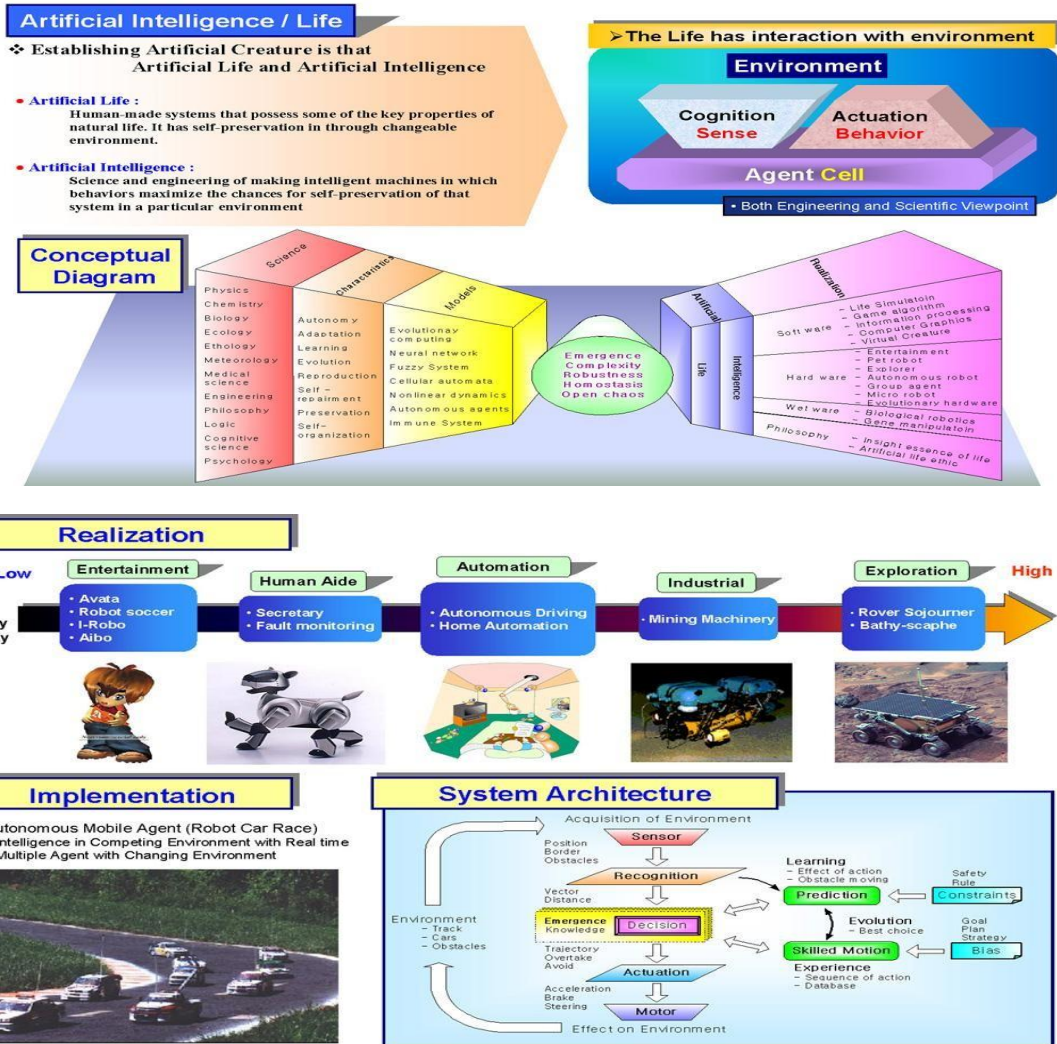 Artificial Intelligence / Life
❖ Establishing Artificial Creature is that
Artificial Life and Artificial Intelligence
• Artificial Life :
Human-made systems that possess some of the key properties of
natural life. It has self-preservation in through changeable
environment.
• Artificial Intelligence :
Science and engineering of making intelligent machines in which
behaviors maximize the chances for self-preservation of that
system in a particular environment
➢The Life has interaction with environment
Environment
Cognition
Sense
Actuation
Behavior
Agent Cell
• Both Engineering and Scientific Viewpoint
Conceptual
Diagram
Science
Physics
Chemistry
Biology
Ecology
Ethology
Meteorology
Medical
science
Engineering
Philosophy
Logic
Cognitive
science
Psychology
Characteristics
Autonomy
Adaptation
Learning
Evolution
Reproduction
Self -
repairment
Preservation
Self-
organization
Models
Evolutionay
computing
Neural network
Fuzzy System
Cellular automata
Nonlinear dynamics
Autonomous agents
Immune System
Emergence
Complexity
Robustness
Homostasis
Open chaos
Artificial
Life
Intelligence
Realization
Soft ware
- Life Simulatoin
- Game algorithm
- Information processing
- Computer Graphics
- Virtual Creature
Hard ware
- Entertainment
- Pet robot
- Explorer
- Autonomous robot
- Group agent
- Micro robot
- Evolutionary hardware
Wet ware
- Biological robotics
- Gene manipulatoin
Philosophy
- Insight essence of life
- Artificial life ethic
Realization
Low
High
Entertainment
• Avata
• Robot soccer
• I-Robo
• Aibo
Human Aide
• Secretary
• Fault monitoring
Automation
• Autonomous Driving
• Home Automation
Industrial
• Mining Machinery
Exploration
• Rover Sojourner
• Bathy-scaphe
Implementation
utonomous Mobile Agent (Robot Car Race)
ntelligence in Competing Environment with Real time
Multiple Agent with Changing Environment
System Architecture
Acquisition of Environment
Sensor
Position
Border
Obstacles
Recognition
Vector
Distance
Emergence
Knowledge
Decision
Trajectory
Overtake
Avoid
Actuation
Acceleration
Brake
Steering
Motor
Effect on Environment
Environment
- Track
- Cars
- Obstacles
Learning
- Effect of action
- Obstacle moving
Prediction
Safety
Rule
Constraints
Evolution
- Best choice
Goal
Plan
Strategy
Skilled Motion
Bias
Experience
- Sequence of action
- Database